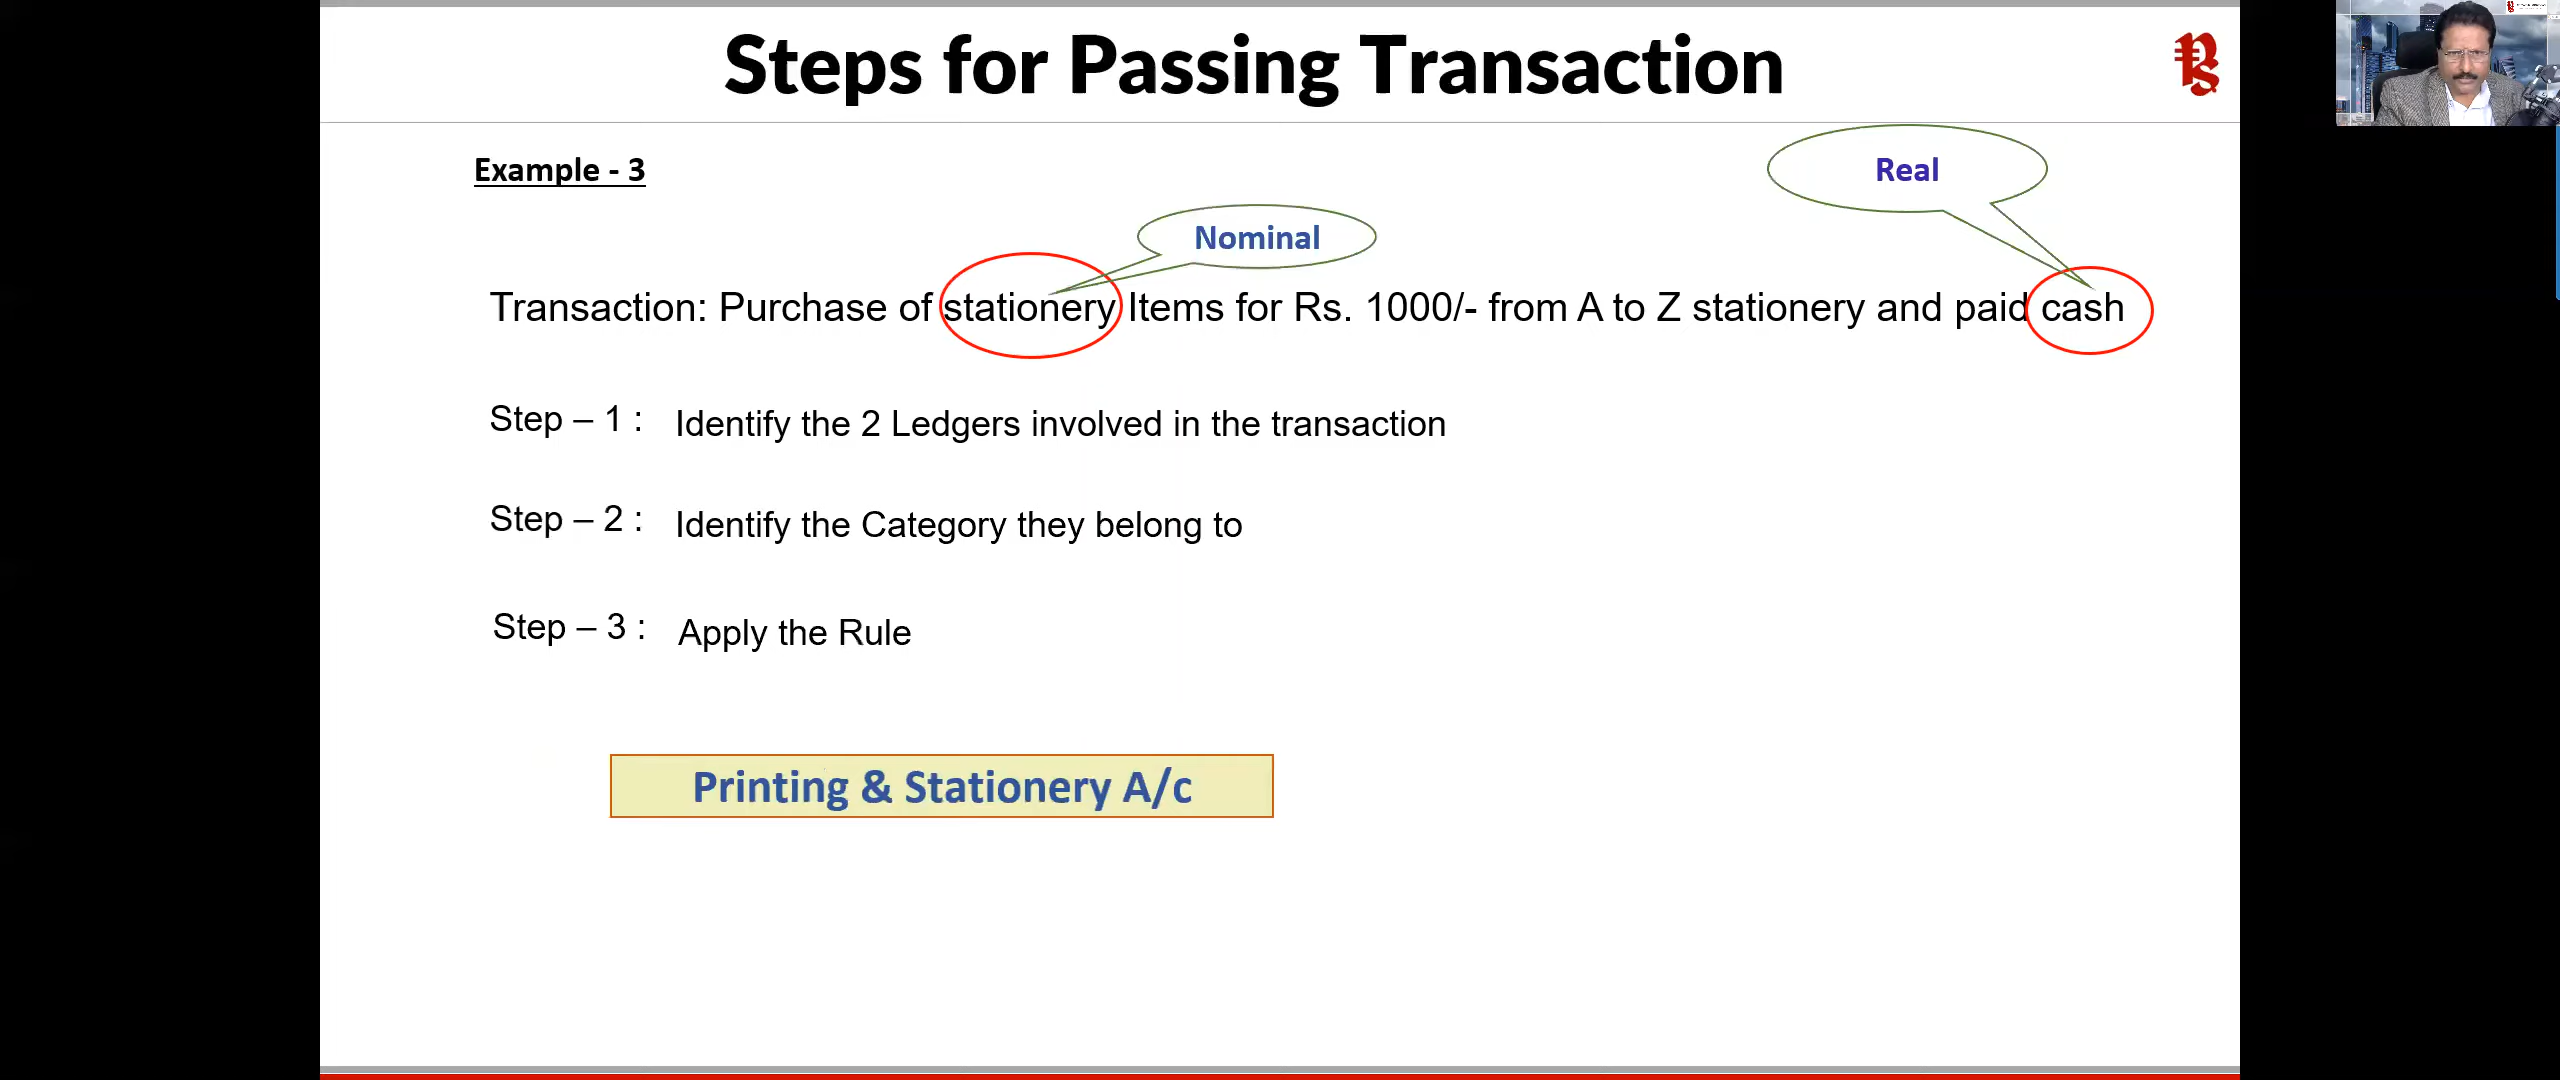 Steps for Passing Transaction
Example - 3
Real
Nominal
Transaction: Purchase of stationery Items for Rs. 1000/- from A to Z stationery and paid cash
Step – 1 : Identify the 2 Ledgers involved in the transaction
Step – 2 : Identify the Category they belong to
Step – 3 : Apply the Rule
Printing & Stationery A/c